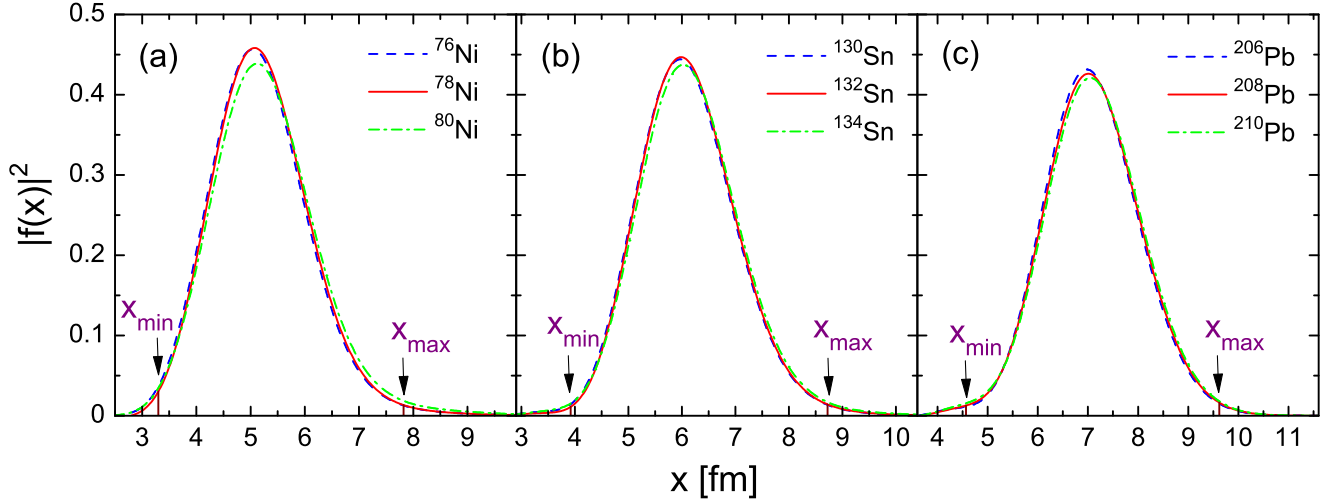 0.5
0.4
0.3
0.2
0.1
0
|f(x)|²
(a)
⁷⁶Ni
⁷⁸Ni
⁸⁰Ni
x_min
x_max
3 4 5 6 7 8 9
(b)
¹³⁰Sn
¹³²Sn
¹³⁴Sn
x_min
x_max
3 4 5 6 7 8 9 10
(c)
²⁰⁶Pb
²⁰⁸Pb
²¹⁰Pb
x_min
x_max
4 5 6 7 8 9 10 11
x [fm]